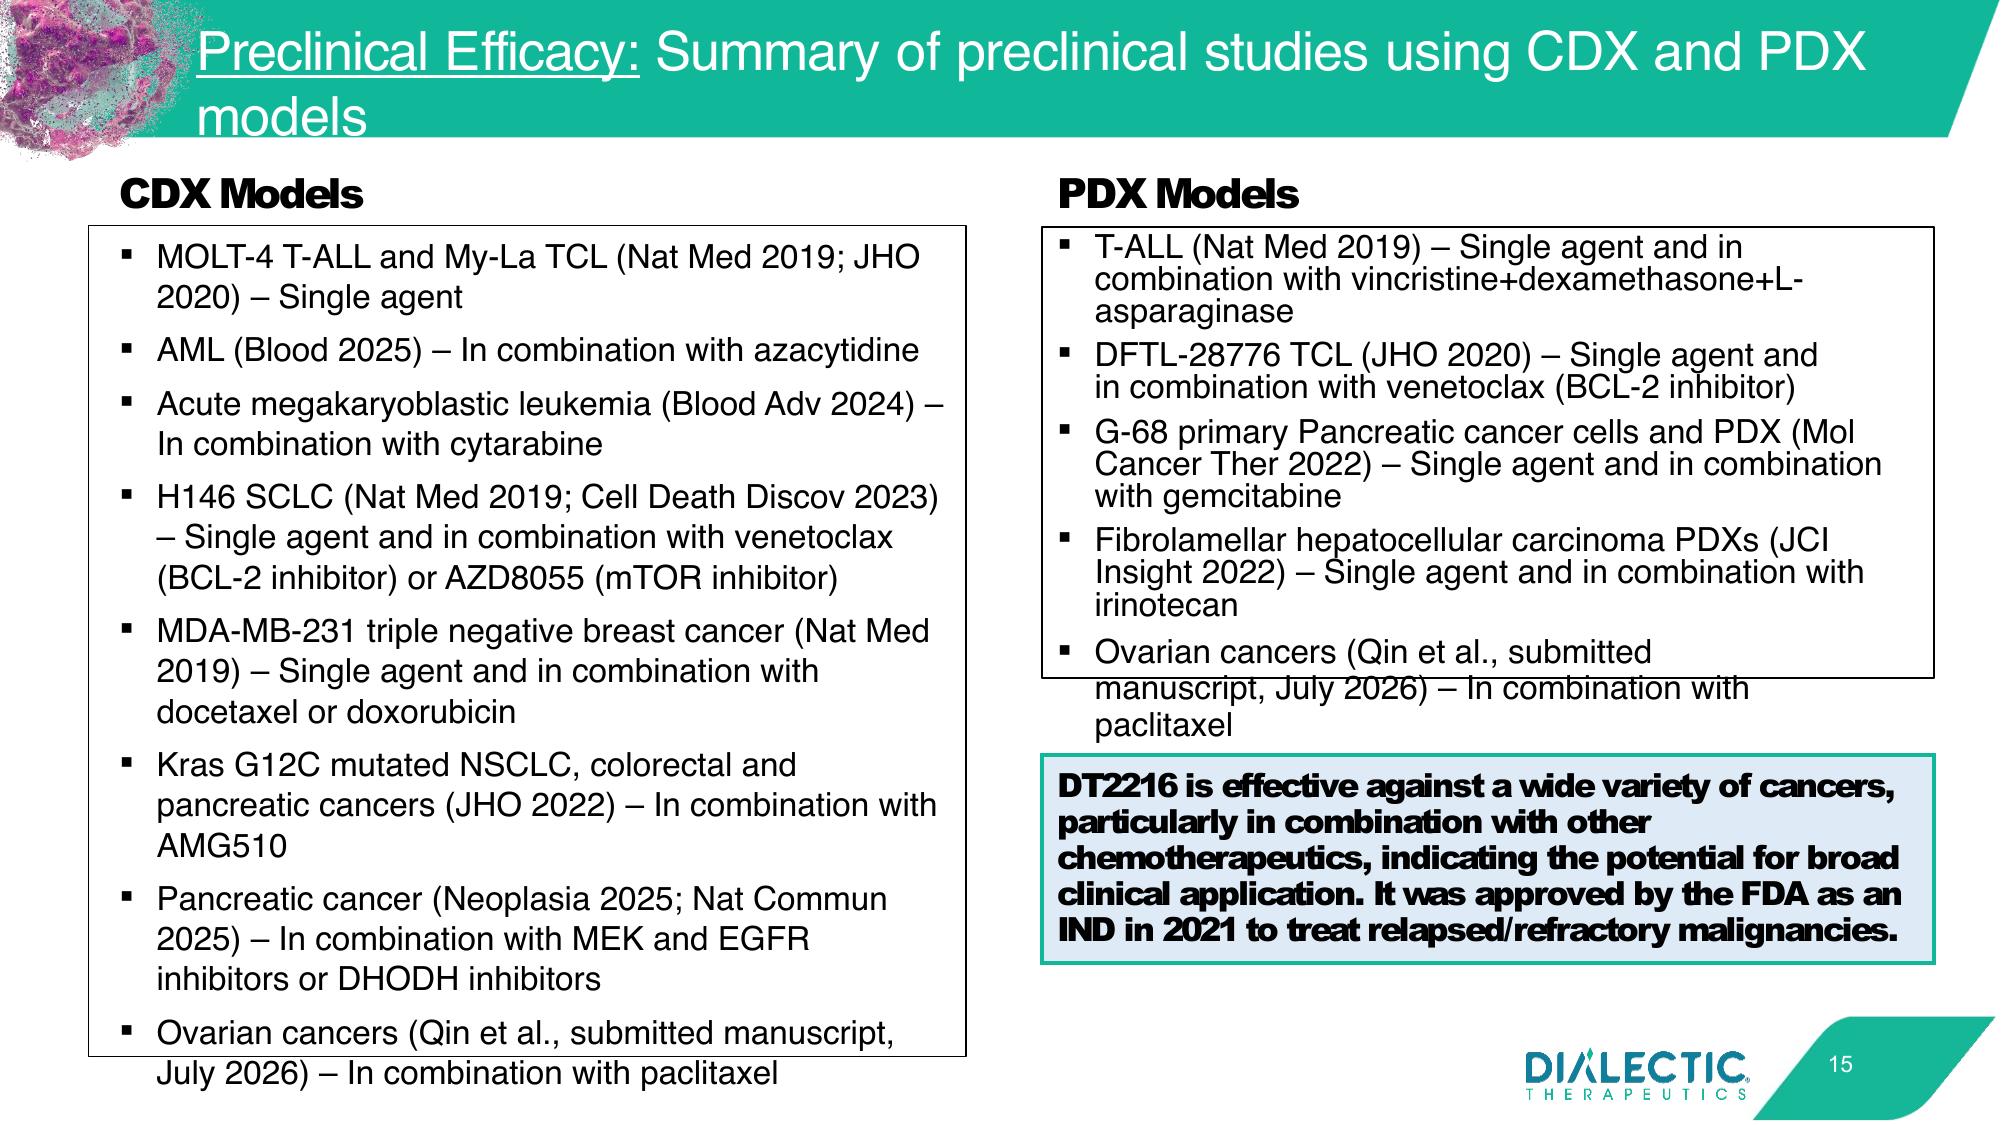 Preclinical Efficacy: Summary of preclinical studies using CDX and PDX
models
CDX Models
▪ MOLT-4 T-ALL and My-La TCL (Nat Med 2019; JHO
2020) – Single agent
▪ AML (Blood 2025) – In combination with azacytidine
▪ Acute megakaryoblastic leukemia (Blood Adv 2024) –
In combination with cytarabine
▪ H146 SCLC (Nat Med 2019; Cell Death Discov 2023)
– Single agent and in combination with venetoclax
(BCL-2 inhibitor) or AZD8055 (mTOR inhibitor)
▪ MDA-MB-231 triple negative breast cancer (Nat Med
2019) – Single agent and in combination with
docetaxel or doxorubicin
▪ Kras G12C mutated NSCLC, colorectal and
pancreatic cancers (JHO 2022) – In combination with
AMG510
▪ Pancreatic cancer (Neoplasia 2025; Nat Commun
2025) – In combination with MEK and EGFR
inhibitors or DHODH inhibitors
▪ Ovarian cancers (Qin et al., submitted manuscript,
July 2026) – In combination with paclitaxel
PDX Models
▪ T-ALL (Nat Med 2019) – Single agent and in
combination with vincristine+dexamethasone+L-
asparaginase
▪ DFTL-28776 TCL (JHO 2020) – Single agent and
in combination with venetoclax (BCL-2 inhibitor)
▪ G-68 primary Pancreatic cancer cells and PDX (Mol
Cancer Ther 2022) – Single agent and in combination
with gemcitabine
▪ Fibrolamellar hepatocellular carcinoma PDXs (JCI
Insight 2022) – Single agent and in combination with
irinotecan
▪ Ovarian cancers (Qin et al., submitted
manuscript, July 2026) – In combination with
paclitaxel
DT2216 is effective against a wide variety of cancers,
particularly in combination with other
chemotherapeutics, indicating the potential for broad
clinical application. It was approved by the FDA as an
IND in 2021 to treat relapsed/refractory malignancies.
DIALECTIC
THERAPEUTICS
15